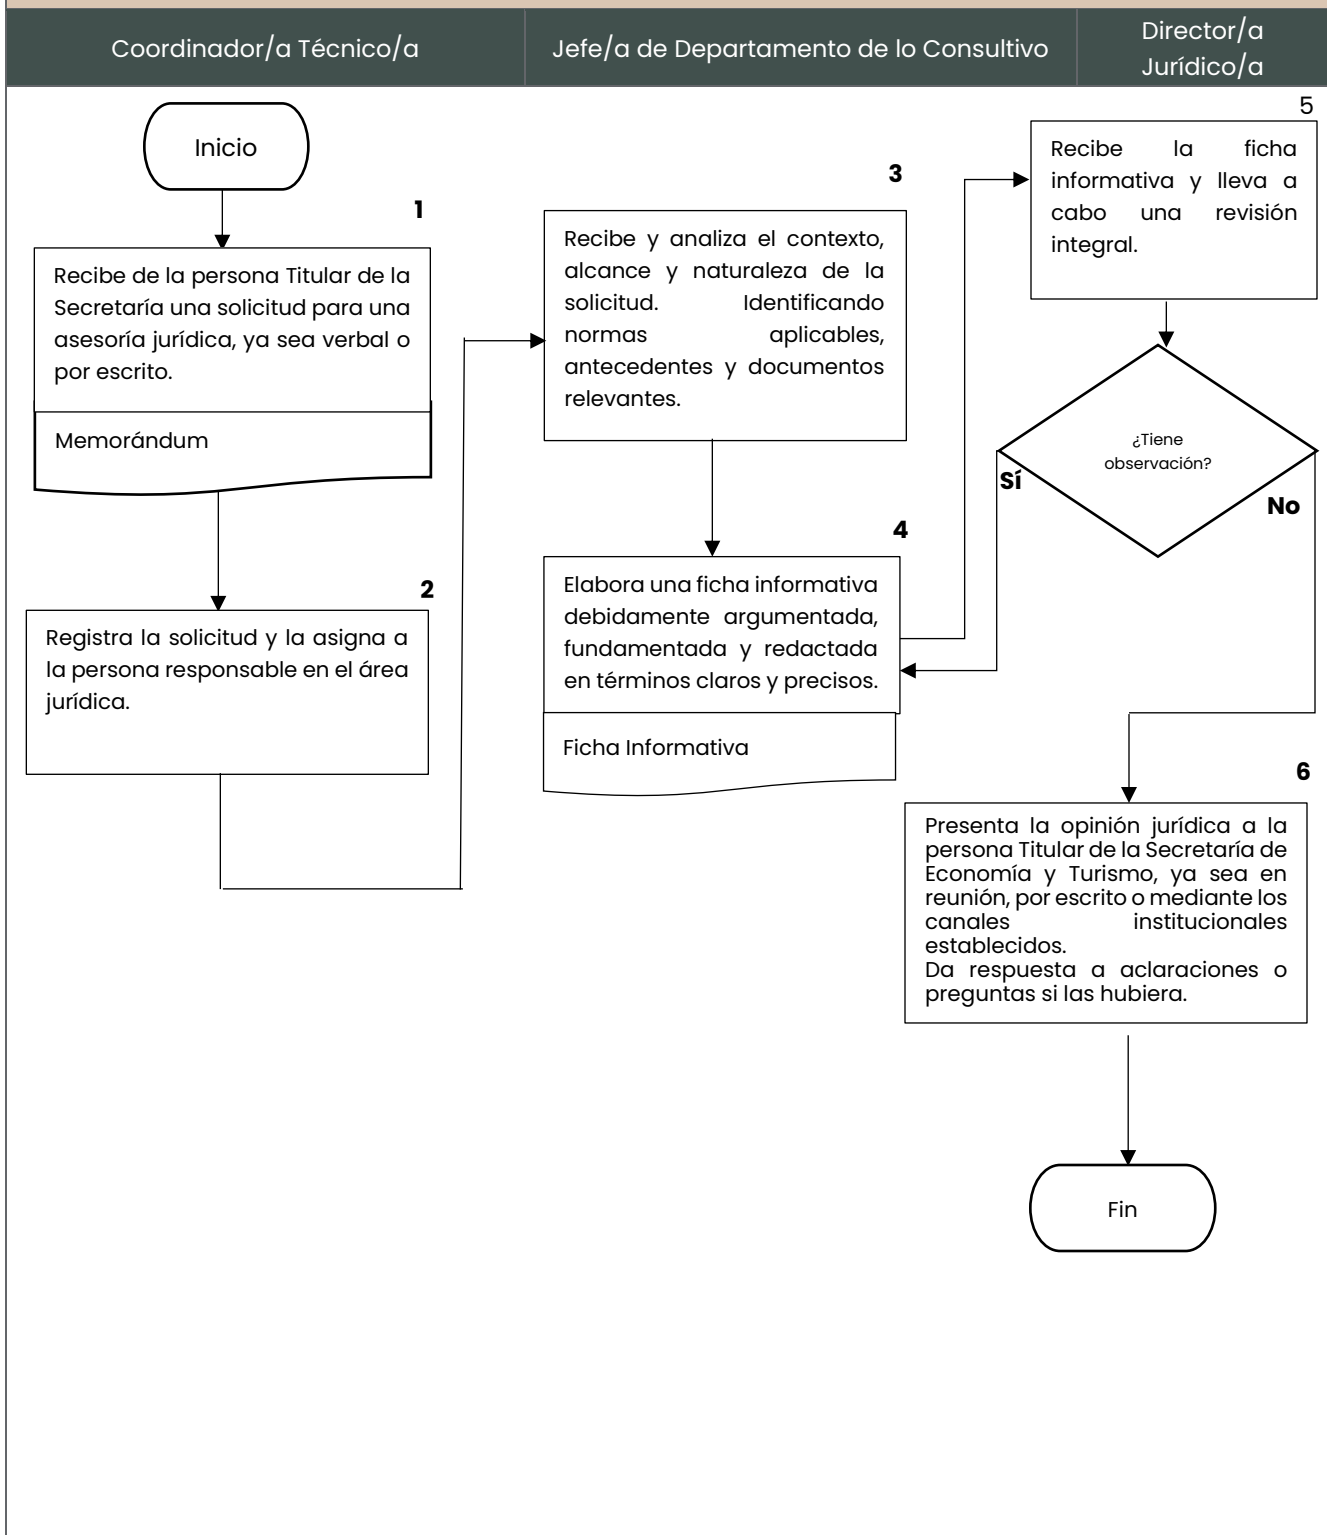 Coordinador/a Técnico/a
Jefe/a de Departamento de lo Consultivo
Director/a
Jurídico/a
Inicio
1
Recibe de la persona Titular de la
Secretaría una solicitud para una
asesoría jurídica, ya sea verbal o
por escrito.
Memorándum
2
Registra la solicitud y la asigna a
la persona responsable en el área
jurídica.
3
Recibe y analiza el contexto,
alcance y naturaleza de la
solicitud. Identificando
normas aplicables,
antecedentes y documentos
relevantes.
4
Elabora una ficha informativa
debidamente argumentada,
fundamentada y redactada
en términos claros y precisos.
Ficha Informativa
5
Recibe la ficha
informativa y lleva a
cabo una revisión
integral.
¿Tiene
observación?
Sí
No
6
Presenta la opinión jurídica a la
persona Titular de la Secretaría de
Economía y Turismo, ya sea en
reunión, por escrito o mediante los
canales institucionales
establecidos.
Da respuesta a aclaraciones o
preguntas si las hubiera.
Fin